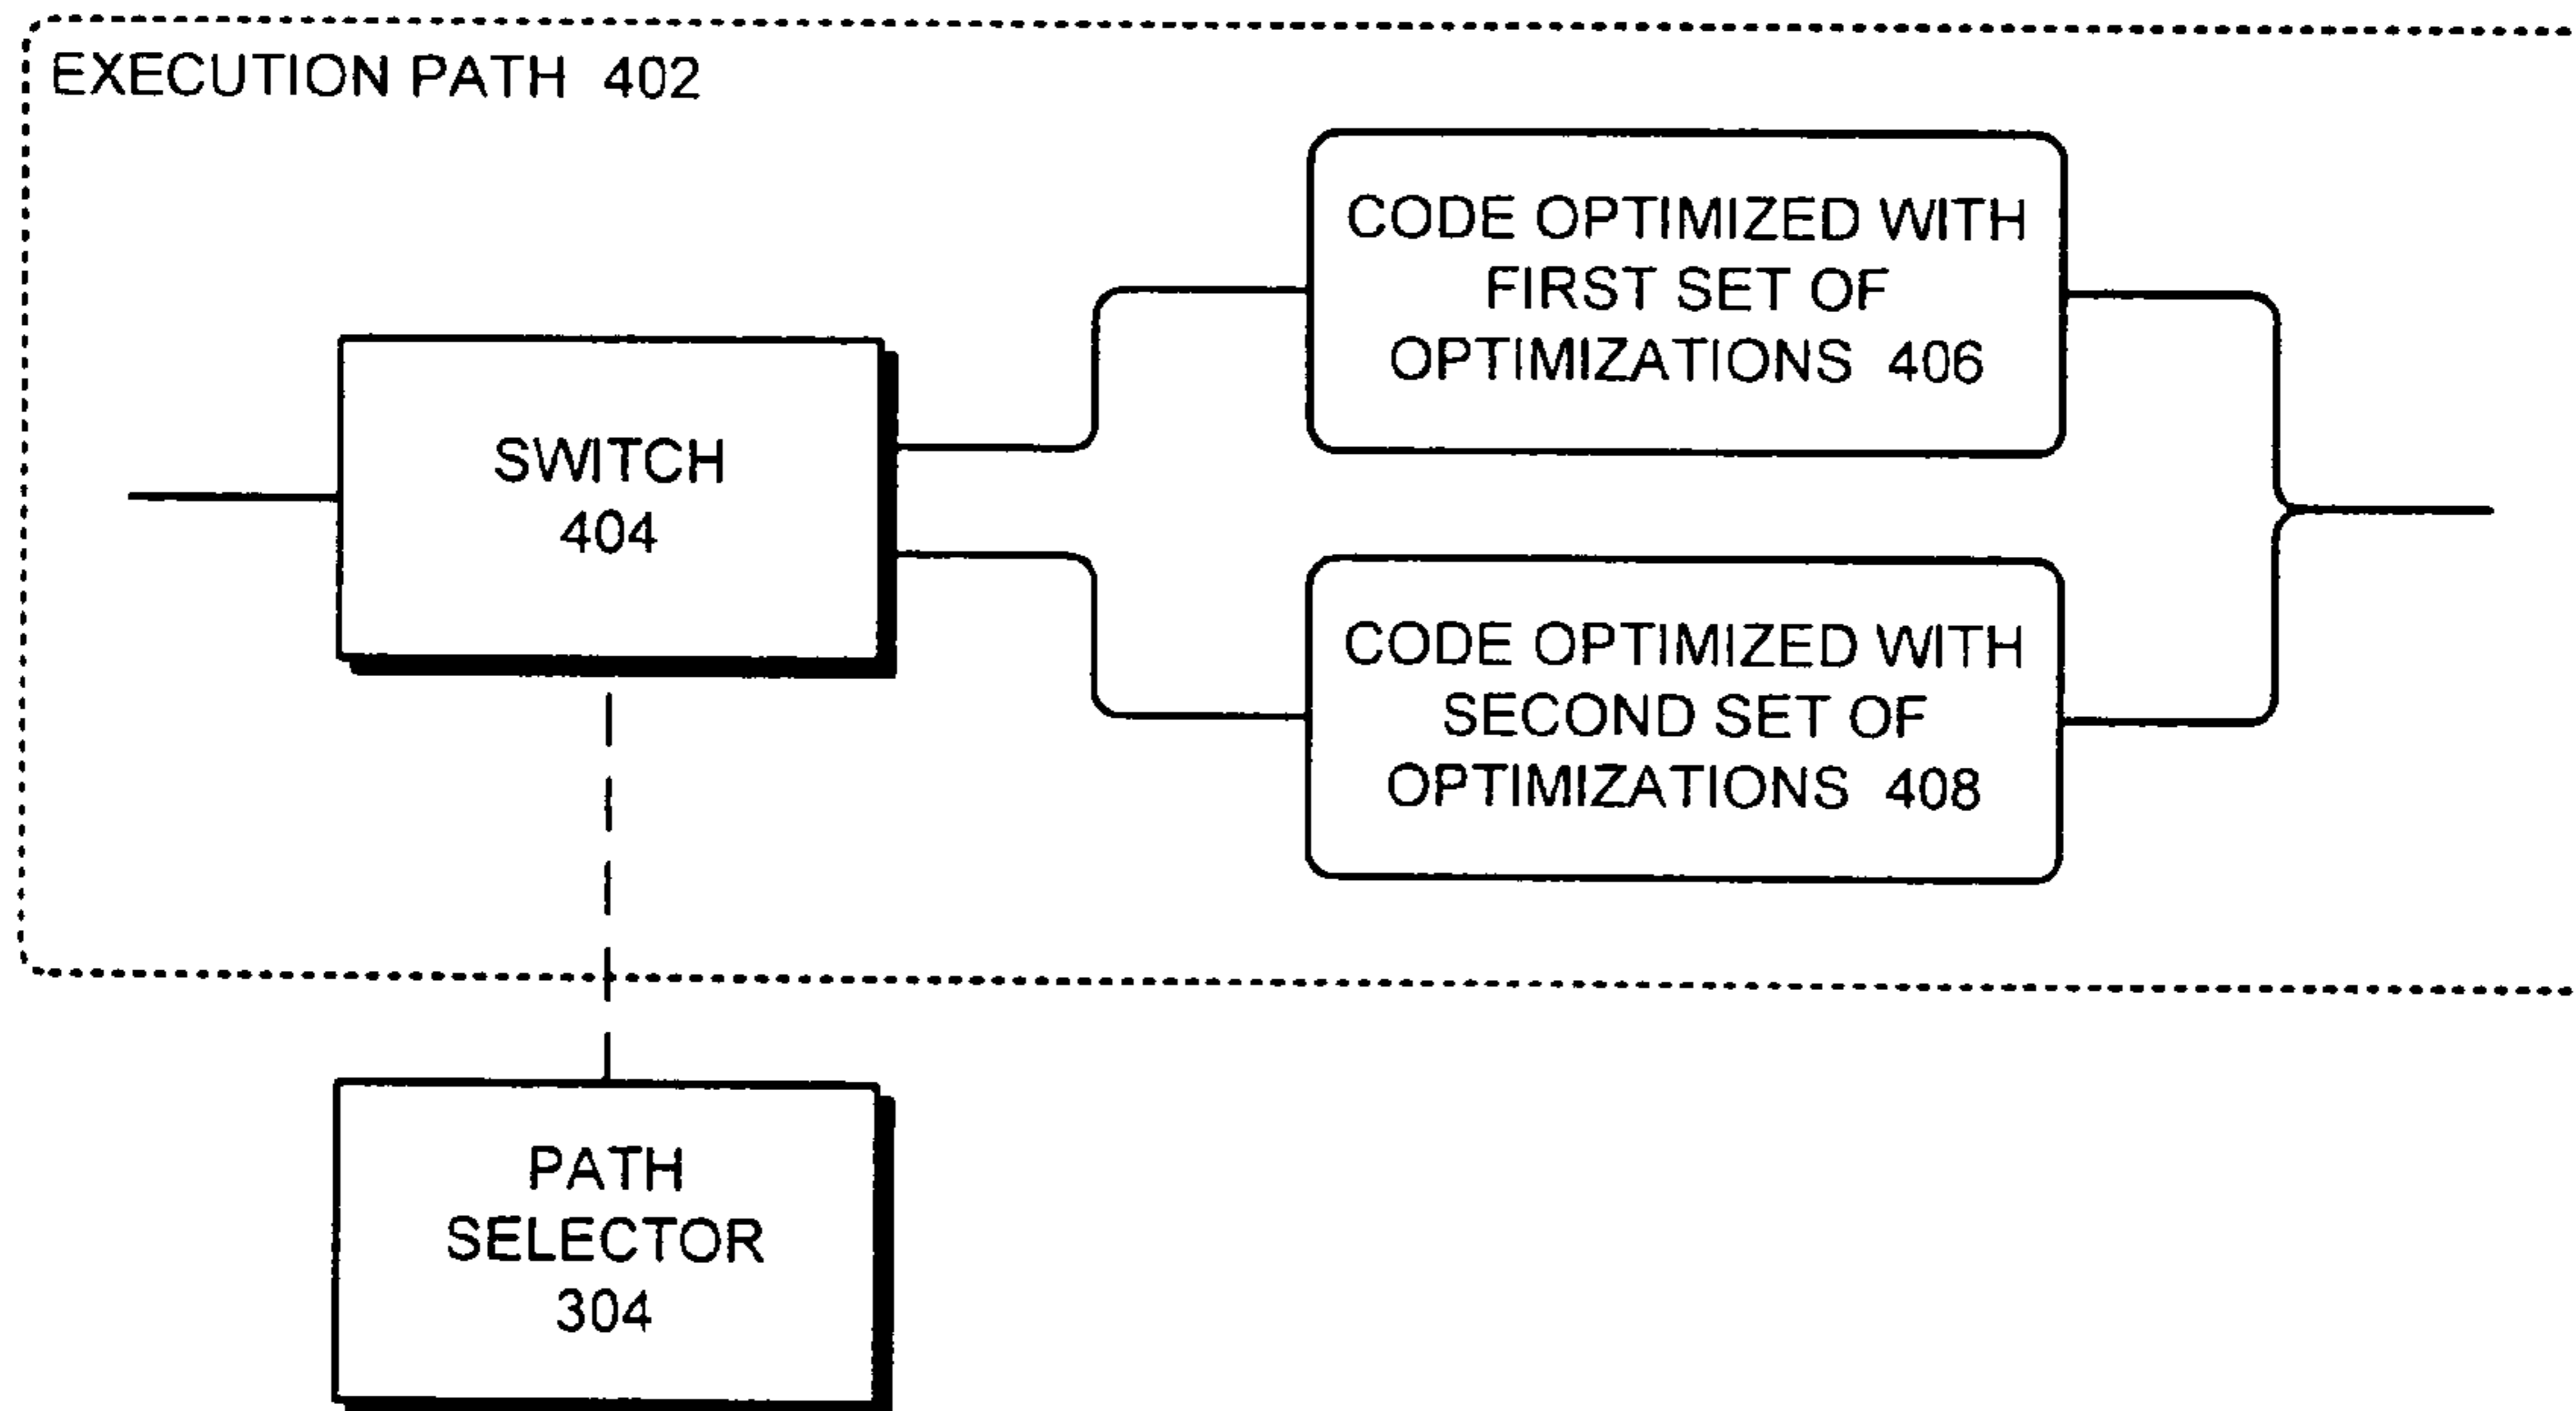 EXECUTION PATH 402
CODE OPTIMIZED WITH
FIRST SET OF
OPTIMIZATIONS 406
SWITCH
404
CODE OPTIMIZED WITH
SECOND SET OF
OPTIMIZATIONS 408
PATH
SELECTOR
304